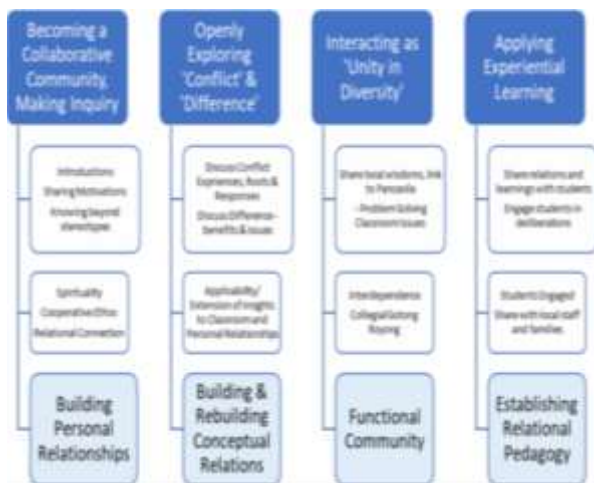 Becoming a
Collaborative
Community,
Making Inquiry
Introductions
Sharing Motivations
Knowing beyond
stereotypes
Spirituality
Cooperative Ethos
Relational Connection
Building
Personal
Relationships
Openly
Exploring
'Conflict' &
'Difference'
Discuss Conflict
Experiences, Roots &
Responses
Discuss Difference-
benefits & issues
Applicability/
Extension of Insights
to Classroom and
Personal Relationships
Building &
Rebuilding
Conceptual
Relations
Interacting as
'Unity in
Diversity'
Share local wisdoms, link
to Pancasila
- Problem Solving
Classroom Issues
Interdependence
Collegial Gotong
Royong
Functional
Community
Applying
Experiential
Learning
Share relations and
learnings with students
Engage students in
deliberations
Students Engaged
Share with local staff
and families
Establishing
Relational
Pedagogy